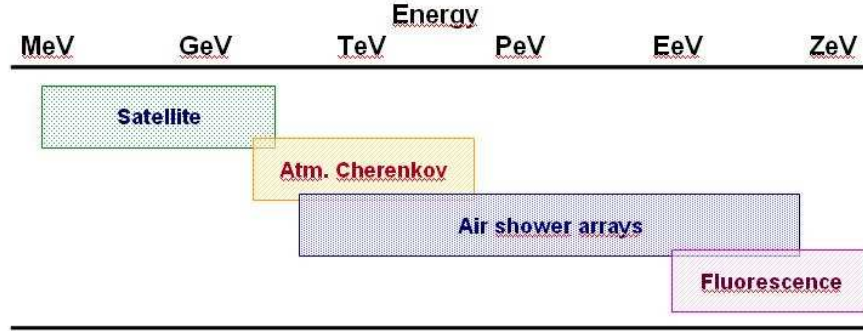 Energy
MeV GeV TeV PeV EeV ZeV
Satellite
Atm. Cherenkov
Air shower arrays
Fluorescence